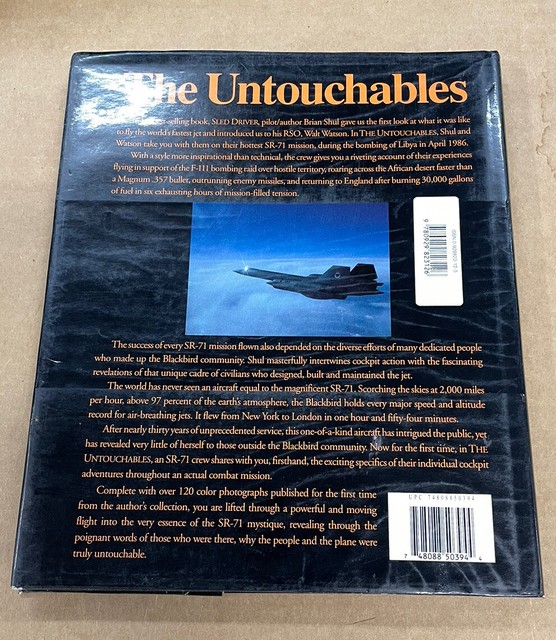 The Untouchables
-selling book, SLED DRIVER, pilot/author Brian Shul gave us the first look at what it was like
to fly the world's fastest jet and introduced us to his RSO, Walt Watson. In THE UNTOUCHABLES, Shul and
Watson take you with them on their hottest SR-71 mission, during the bombing of Libya in April 1986.
With a style more inspirational than technical, the crew gives you a riveting account of their experiences
flying in support of the F-111 bombing raid over hostile territory, roaring across the African desert faster than
a Magnum .357 bullet, outrunning enemy missiles, and returning to England after burning 30,000 gallons
of fuel in six exhausting hours of mission-filled tension.
9 780929 823126
The success of every SR-71 mission flown also depended on the diverse efforts of many dedicated people
who made up the Blackbird community. Shul masterfully intertwines cockpit action with the fascinating
revelations of that unique cadre of civilians who designed, built and maintained the jet.
The world has never seen an aircraft equal to the magnificent SR-71. Scorching the skies at 2,000 miles
per hour, above 97 percent of the earth's atmosphere, the Blackbird holds every major speed and altitude
record for air-breathing jets. It flew from New York to London in one hour and fifty-four minutes.
After nearly thirty years of unprecedented service, this one-of-a-kind aircraft has intrigued the public, yet
has revealed very little of herself to those outside the Blackbird community. Now for the first time, in THE
UNTOUCHABLES, an SR-71 crew shares with you, firsthand, the exciting specifics of their individual cockpit
adventures throughout an actual combat mission.
Complete with over 120 color photographs published for the first time
from the author's collection, you are lifted through a powerful and moving
flight into the very essence of the SR-71 mystique, revealing through the
poignant words of those who were there, why the people and the plane were
truly untouchable.
UPC 74808850394
7 48088 50394 4